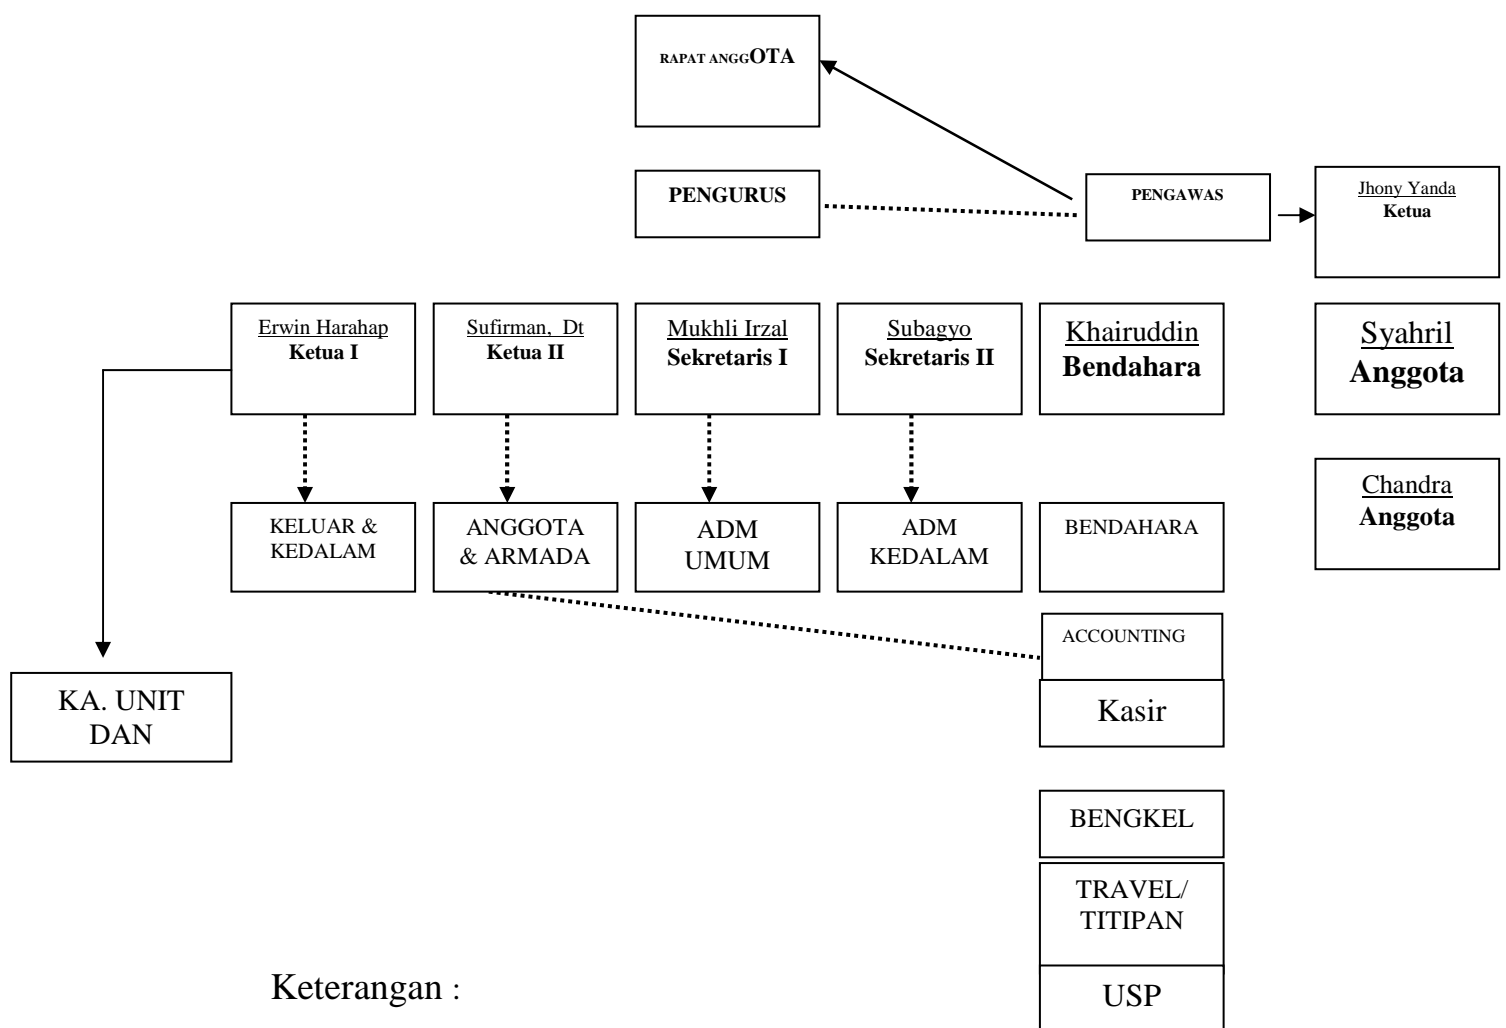 RAPAT ANGGOTA
PENGURUS
PENGAWAS
Jhony Yanda
Ketua
Erwin Harahap
Ketua I
Sufirman, Dt
Ketua II
Mukhli Irzal
Sekretaris I
Subagyo
Sekretaris II
Khairuddin
Bendahara
Syahril
Anggota
Chandra
Anggota
KELUAR &
KEDALAM
ANGGOTA
& ARMADA
ADM
UMUM
ADM
KEDALAM
BENDAHARA
ACCOUNTING
KA. UNIT
DAN
Kasir
BENGKEL
TRAVEL/
TITIPAN
Keterangan :
USP